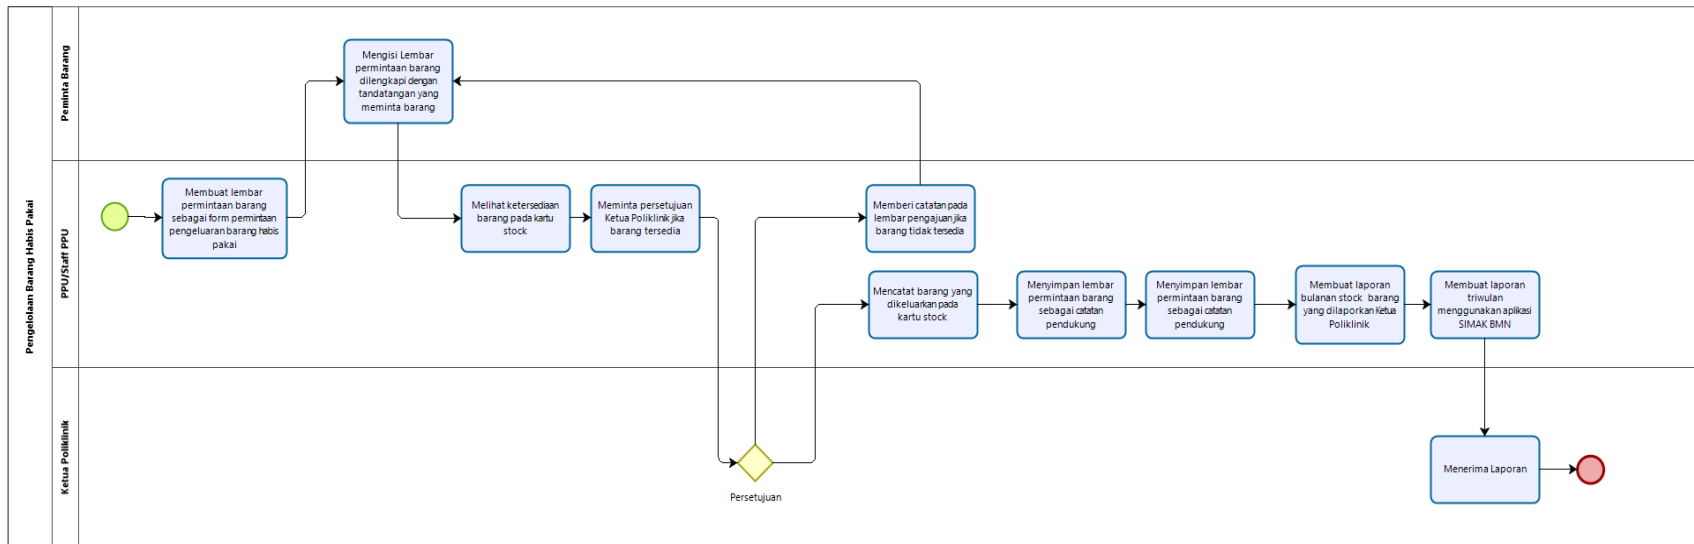 Pengelolaan Barang Habis Pakai
Peminta Barang
Mengisi Lembar
permintaan barang
dilengkapi dengan
tandatangan yang
meminta barang
PPU/Staff PPU
Membuat lembar
permintaan barang
sebagai form permintaan
pengeluaran barang habis
pakai
Melihat ketersediaan
barang pada kartu
stock
Meminta persetujuan
Ketua Poliklinik jika
barang tersedia
Memberi catatan pada
lembar pengajuan jika
barang tidak tersedia
Mencatat barang yang
dikeluarkan pada
kartu stock
Menyimpan lembar
permintaan barang
sebagai catatan
pendukung
Menyimpan lembar
permintaan barang
sebagai catatan
pendukung
Membuat laporan
bulanan stock barang
yang dilaporkan Ketua
Poliklinik
Membuat laporan
triwulan
menggunakan aplikasi
SIMAK BMN
Ketua Poliklinik
Persetujuan
Menerima Laporan